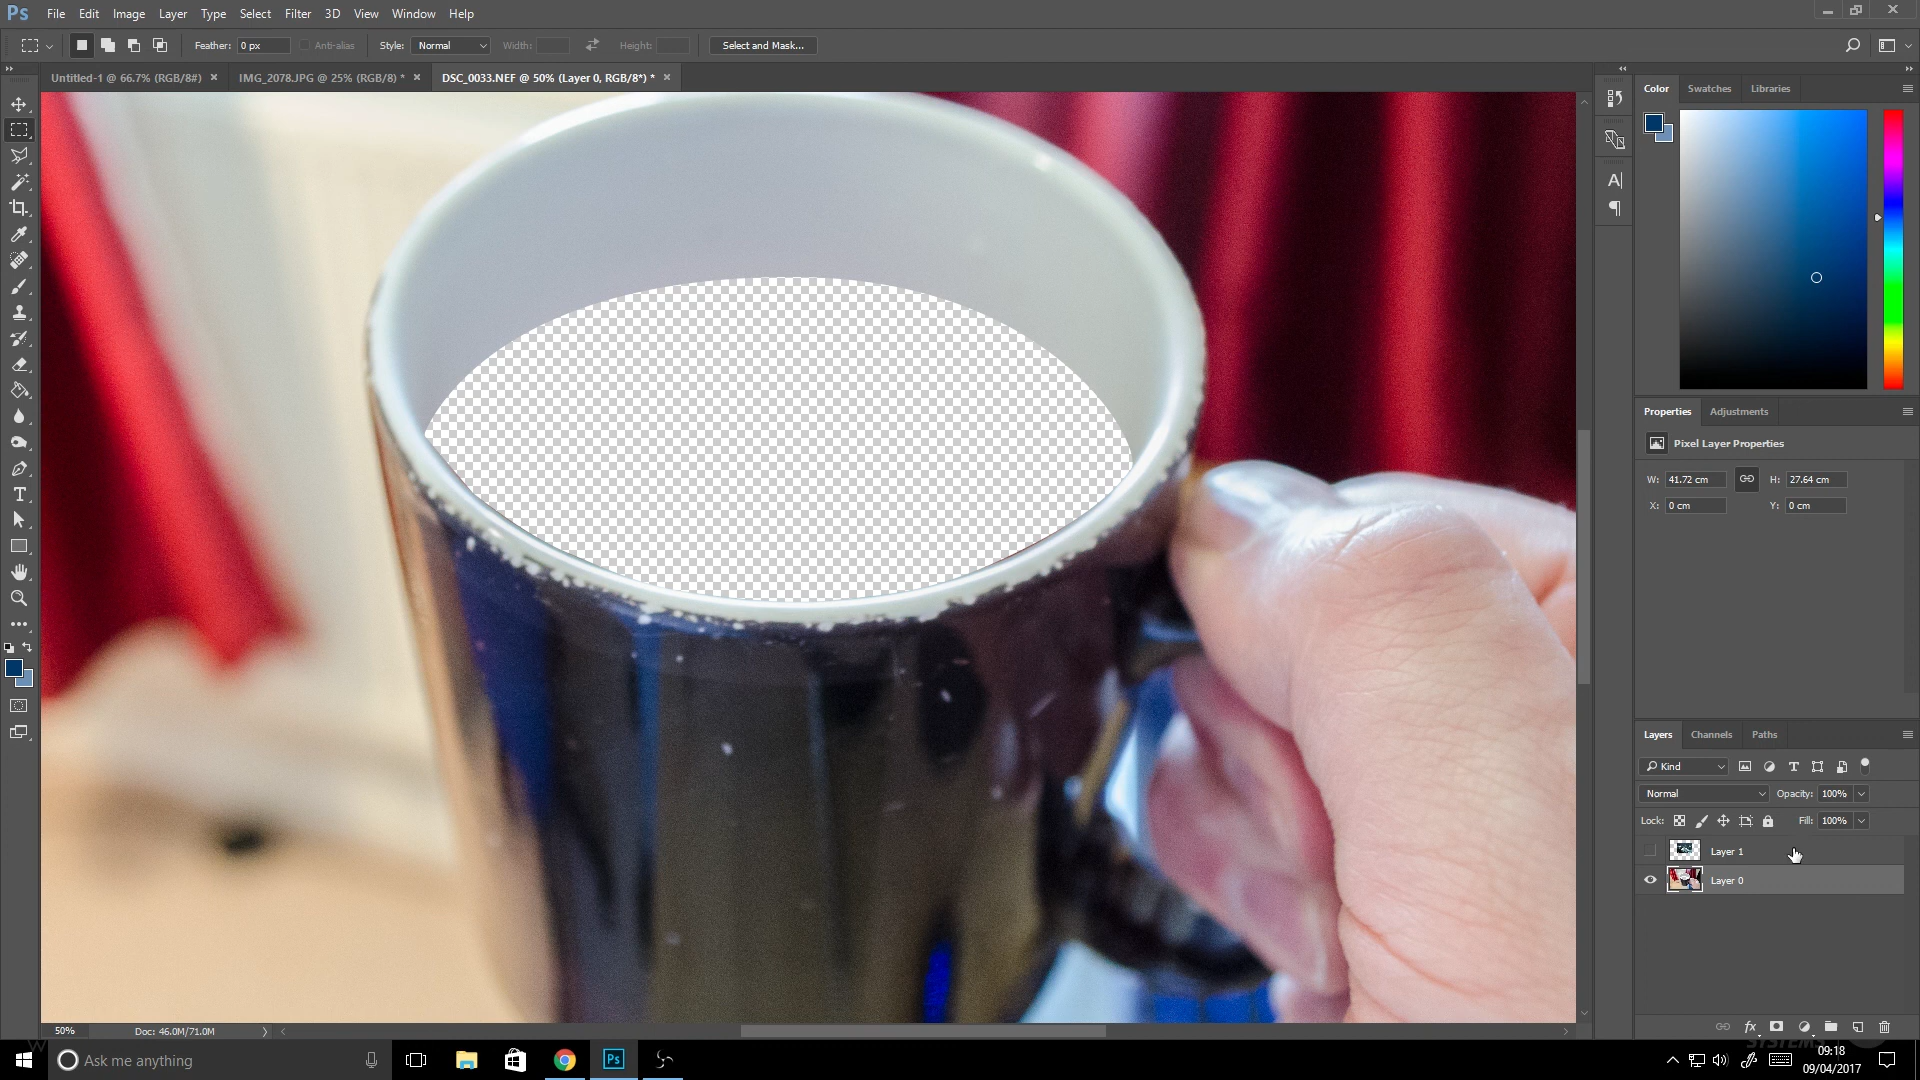 Ps File Edit Image Layer Type Select Filter 3D View Window Help
Feather: 0 px Anti-alias Style: Normal Width: Height: Select and Mask...
Untitled-1 @ 66.7% (RGB/8#) × IMG_2078.JPG @ 25% (RGB/8) * × DSC_0033.NEF @ 50% (Layer 0, RGB/8*) * ×
Color Swatches Libraries
Properties Adjustments
Pixel Layer Properties
W: 41.72 cm H: 27.64 cm
X: 0 cm Y: 0 cm
Layers Channels Paths
Kind
Normal Opacity: 100%
Lock: Fill: 100%
Layer 1
Layer 0
fx
50% Doc: 46.0M/71.0M
SYSTEMS
Ask me anything
Ps
09:18
09/04/2017